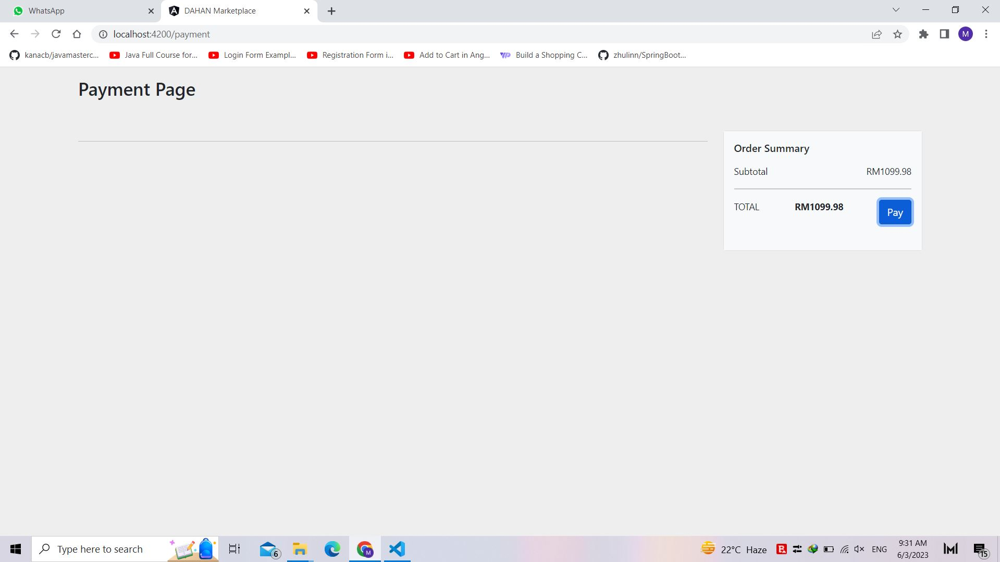 WhatsApp
DAHAN Marketplace
localhost:4200/payment
M
kanacb/javamasterc...
Java Full Course for...
Login Form Exampl...
Registration Form i...
Add to Cart in Ang...
Build a Shopping C...
zhulinn/SpringBoot...
Payment Page
Order Summary
Subtotal RM1099.98
TOTAL RM1099.98 Pay
Type here to search
6
M
22°C Haze
ENG
9:31 AM
6/3/2023
15